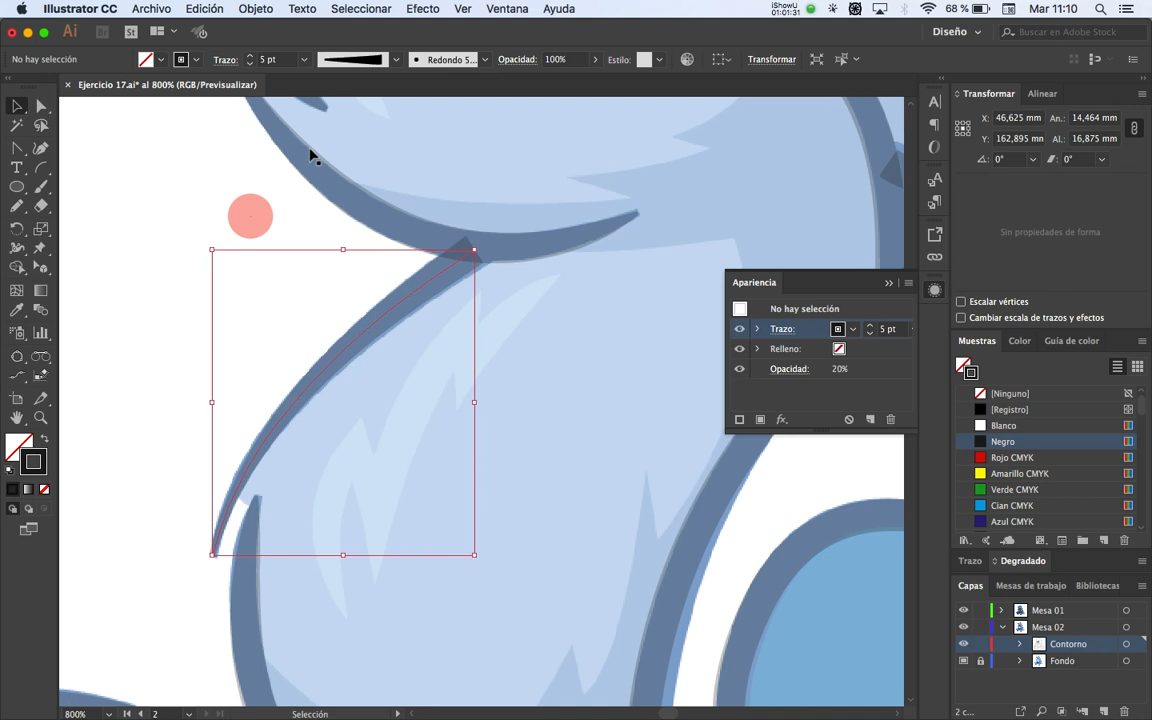 Illustrator CC Archivo Edición Objeto Texto Seleccionar Efecto Ver Ventana Ayuda iShowU 01:01:31 68 % Mar 11:10
Ai Br St Diseño Buscar en Adobe Stock
No hay selección Trazo: 5 pt Redondo 5... Opacidad: 100% Estilo: Transformar
Ejercicio 17.ai* al 800% (RGB/Previsualizar)
Transformar Alinear
X: 46,625 mm An.: 14,464 mm
Y: 162,895 mm Al.: 16,875 mm
0° 0°
Sin propiedades de forma
Escalar vértices
Cambiar escala de trazos y efectos
Apariencia
No hay selección
Trazo: 5 pt
Relleno:
Opacidad: 20%
fx
Muestras Color Guía de color
[Ninguno]
[Registro]
Blanco
Negro
Rojo CMYK
Amarillo CMYK
Verde CMYK
Cian CMYK
Azul CMYK
Trazo Degradado
Capas Mesas de trabajo Bibliotecas
Mesa 01
Mesa 02
Contorno
Fondo
800% 2 Selección 2 c...